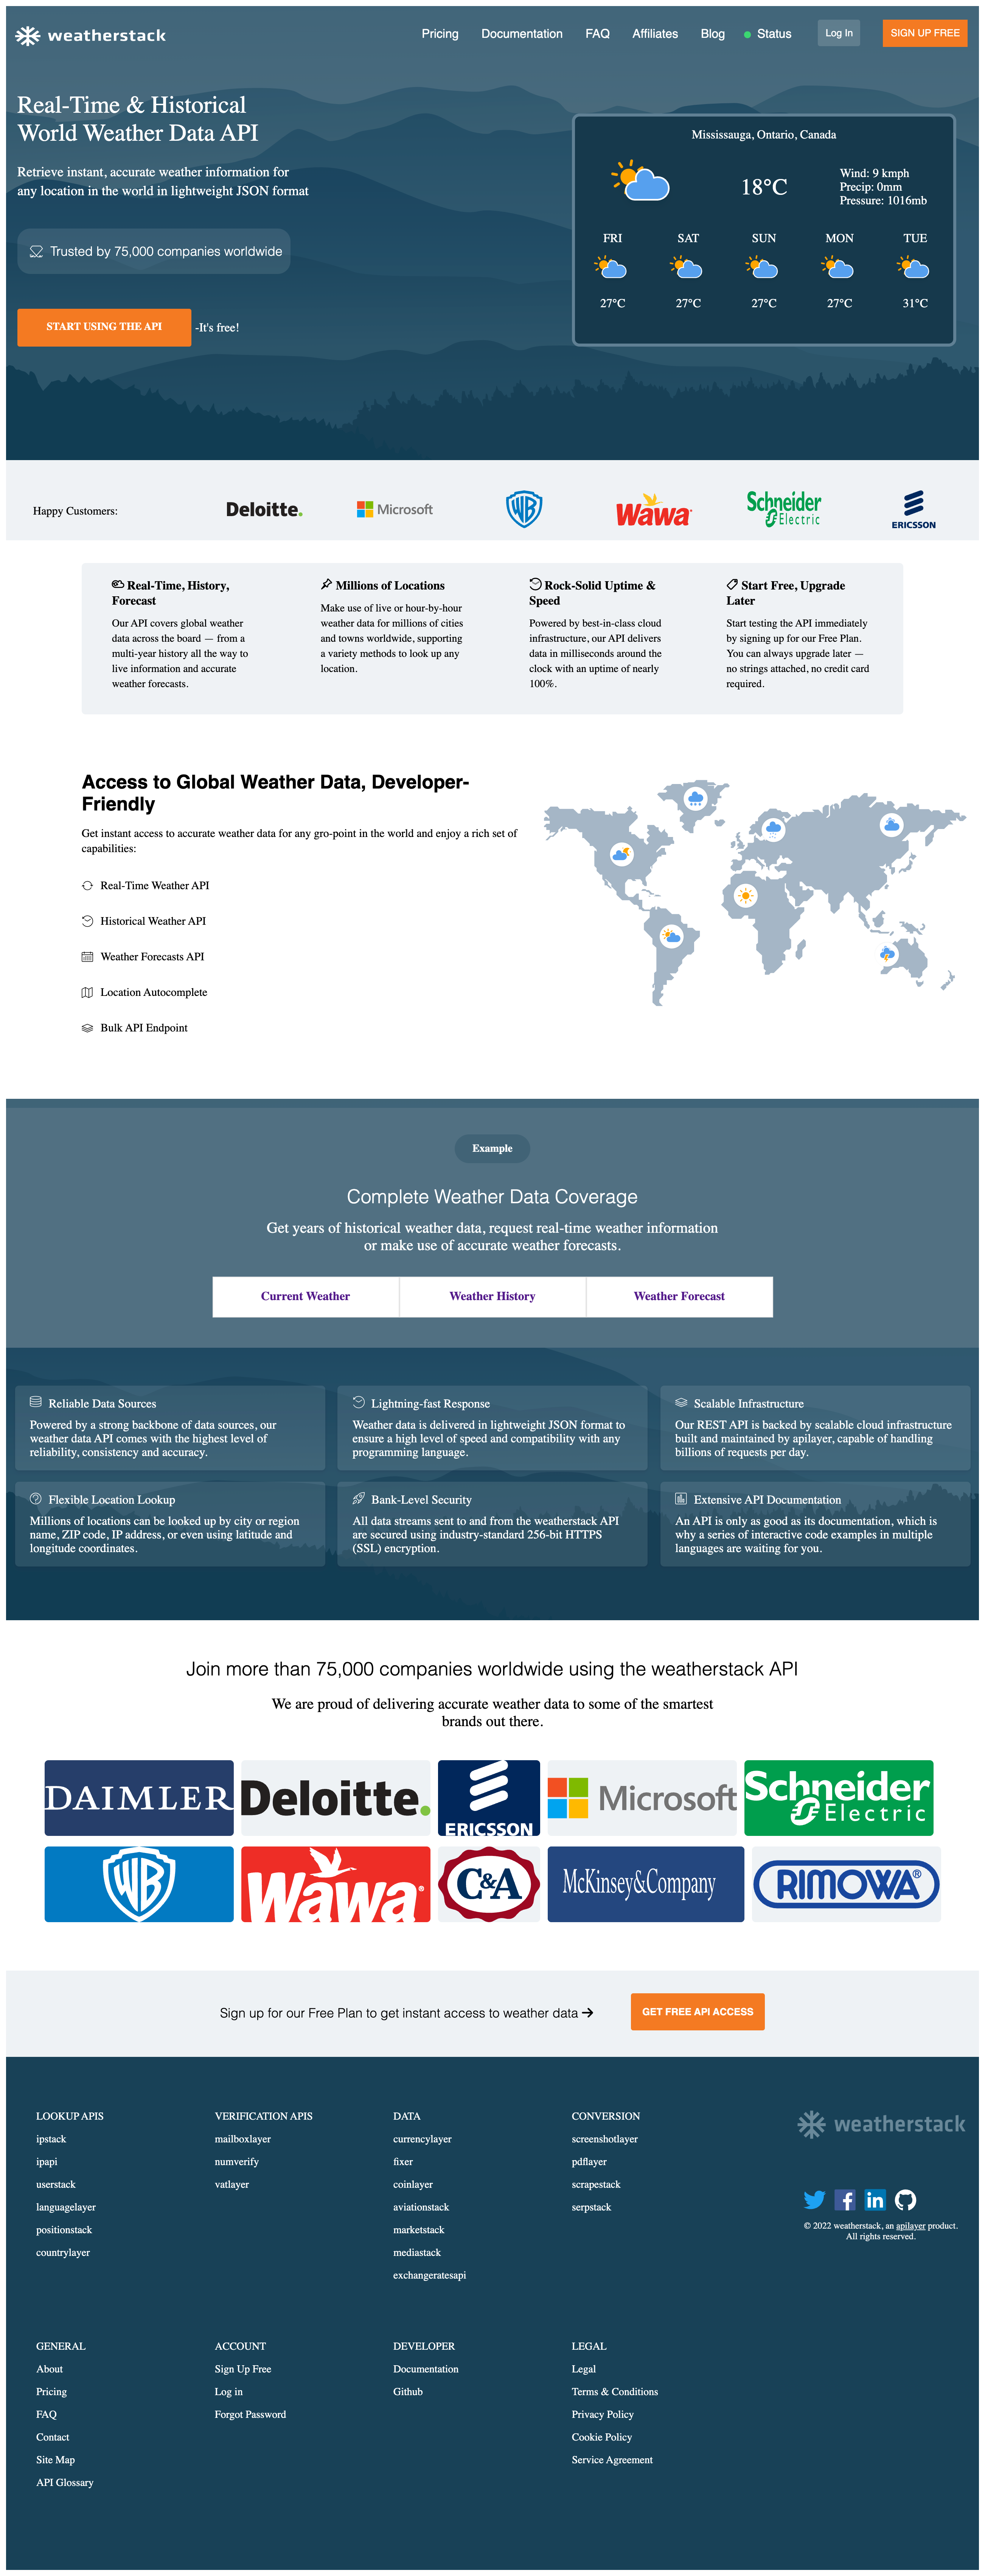 weatherstack
Pricing Documentation FAQ Affiliates Blog Status Log In SIGN UP FREE
Real-Time & Historical
World Weather Data API
Retrieve instant, accurate weather information for
any location in the world in lightweight JSON format
Trusted by 75,000 companies worldwide
START USING THE API -It's free!
Mississauga, Ontario, Canada
18°C
Wind: 9 kmph
Precip: 0mm
Pressure: 1016mb
FRI SAT SUN MON TUE
27°C 27°C 27°C 27°C 31°C
Happy Customers:
Deloitte. Microsoft WB Wawa Schneider Electric ERICSSON
Real-Time, History,
Forecast
Our API covers global weather
data across the board — from a
multi-year history all the way to
live information and accurate
weather forecasts.
Millions of Locations
Make use of live or hour-by-hour
weather data for millions of cities
and towns worldwide, supporting
a variety methods to look up any
location.
Rock-Solid Uptime &
Speed
Powered by best-in-class cloud
infrastructure, our API delivers
data in milliseconds around the
clock with an uptime of nearly
100%.
Start Free, Upgrade
Later
Start testing the API immediately
by signing up for our Free Plan.
You can always upgrade later —
no strings attached, no credit card
required.
Access to Global Weather Data, Developer-
Friendly
Get instant access to accurate weather data for any gro-point in the world and enjoy a rich set of
capabilities:
Real-Time Weather API
Historical Weather API
Weather Forecasts API
Location Autocomplete
Bulk API Endpoint
Example
Complete Weather Data Coverage
Get years of historical weather data, request real-time weather information
or make use of accurate weather forecasts.
Current Weather Weather History Weather Forecast
Reliable Data Sources
Powered by a strong backbone of data sources, our
weather data API comes with the highest level of
reliability, consistency and accuracy.
Lightning-fast Response
Weather data is delivered in lightweight JSON format to
ensure a high level of speed and compatibility with any
programming language.
Scalable Infrastructure
Our REST API is backed by scalable cloud infrastructure
built and maintained by apilayer, capable of handling
billions of requests per day.
Flexible Location Lookup
Millions of locations can be looked up by city or region
name, ZIP code, IP address, or even using latitude and
longitude coordinates.
Bank-Level Security
All data streams sent to and from the weatherstack API
are secured using industry-standard 256-bit HTTPS
(SSL) encryption.
Extensive API Documentation
An API is only as good as its documentation, which is
why a series of interactive code examples in multiple
languages are waiting for you.
Join more than 75,000 companies worldwide using the weatherstack API
We are proud of delivering accurate weather data to some of the smartest
brands out there.
DAIMLER Deloitte. ERICSSON Microsoft Schneider Electric
WB Wawa® C&A McKinsey&Company RIMOWA®
Sign up for our Free Plan to get instant access to weather data → GET FREE API ACCESS
LOOKUP APIS
ipstack
ipapi
userstack
languagelayer
positionstack
countrylayer
VERIFICATION APIS
mailboxlayer
numverify
vatlayer
DATA
currencylayer
fixer
coinlayer
aviationstack
marketstack
mediastack
exchangeratesapi
CONVERSION
screenshotlayer
pdflayer
scrapestack
serpstack
weatherstack
© 2022 weatherstack, an apilayer product.
All rights reserved.
GENERAL
About
Pricing
FAQ
Contact
Site Map
API Glossary
ACCOUNT
Sign Up Free
Log in
Forgot Password
DEVELOPER
Documentation
Github
LEGAL
Legal
Terms & Conditions
Privacy Policy
Cookie Policy
Service Agreement